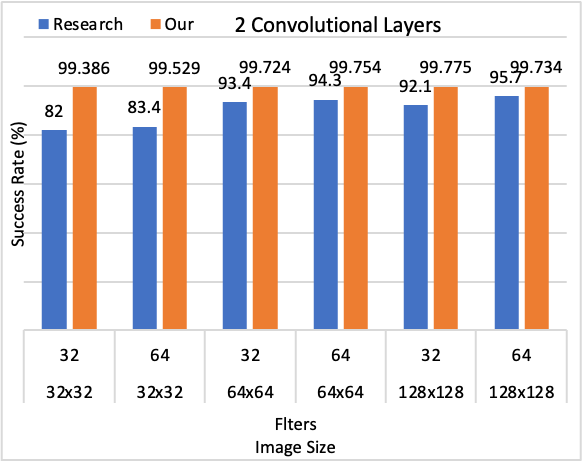 2 Convolutional Layers
Research Our
82 99.386 83.4 99.529 93.4 99.724 94.3 99.754 92.1 99.775 95.7 99.734
Success Rate (%)
32 64 32 64 32 64
32x32 32x32 64x64 64x64 128x128 128x128
Flters
Image Size